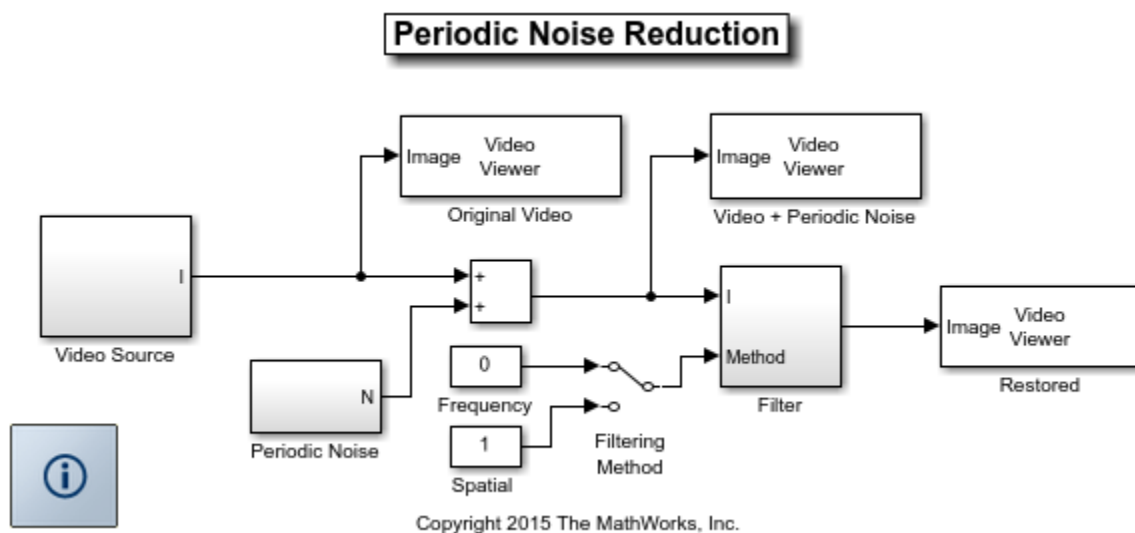 Periodic Noise Reduction
Image
Video
Viewer
Original Video
Image
Video
Viewer
Video + Periodic Noise
I
Video Source
+
+
N
Periodic Noise
0
Frequency
1
Spatial
Filtering
Method
I
Method
Filter
Image
Video
Viewer
Restored
i
Copyright 2015 The MathWorks, Inc.